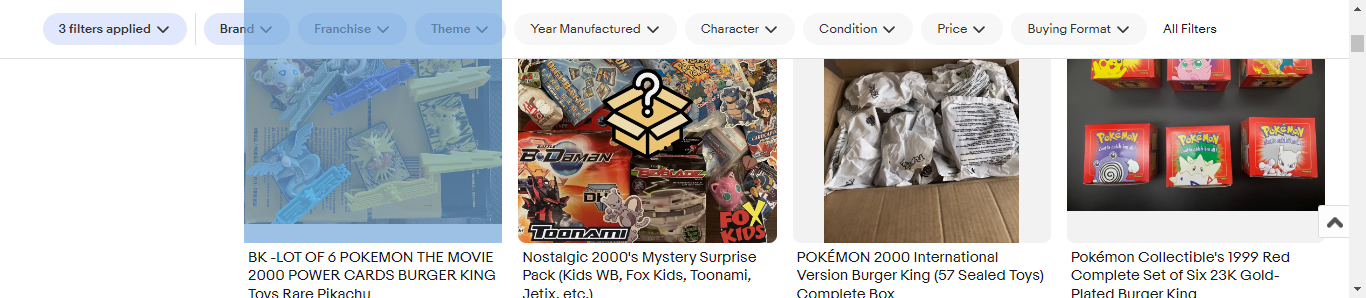 3 filters applied
Brand
Franchise
Theme
Year Manufactured
Character
Condition
Price
Buying Format
All Filters
?
BATTLE
B-DAMAN
BEYBLADE
TOONAMI
FOX
KIDS
POKéMON
POKéMON
POKéMON
BK -LOT OF 6 POKEMON THE MOVIE
2000 POWER CARDS BURGER KING
Toys Rare Pikachu
Nostalgic 2000's Mystery Surprise
Pack (Kids WB, Fox Kids, Toonami,
Jetix, etc.)
POKÉMON 2000 International
Version Burger King (57 Sealed Toys)
Complete Box
Pokémon Collectible's 1999 Red
Complete Set of Six 23K Gold-
Plated Burger King